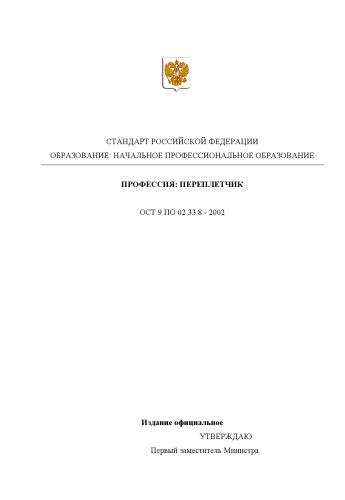 СТАНДАРТ РОССИЙСКОЙ ФЕДЕРАЦИИ
ОБРАЗОВАНИЕ: НАЧАЛЬНОЕ ПРОФЕССИОНАЛЬНОЕ ОБРАЗОВАНИЕ
ПРОФЕССИЯ: ПЕРЕПЛЕТЧИК
ОСТ 9 ПО 02.33.8 - 2002
Издание официальное
УТВЕРЖДАЮ
Первый заместитель Министра